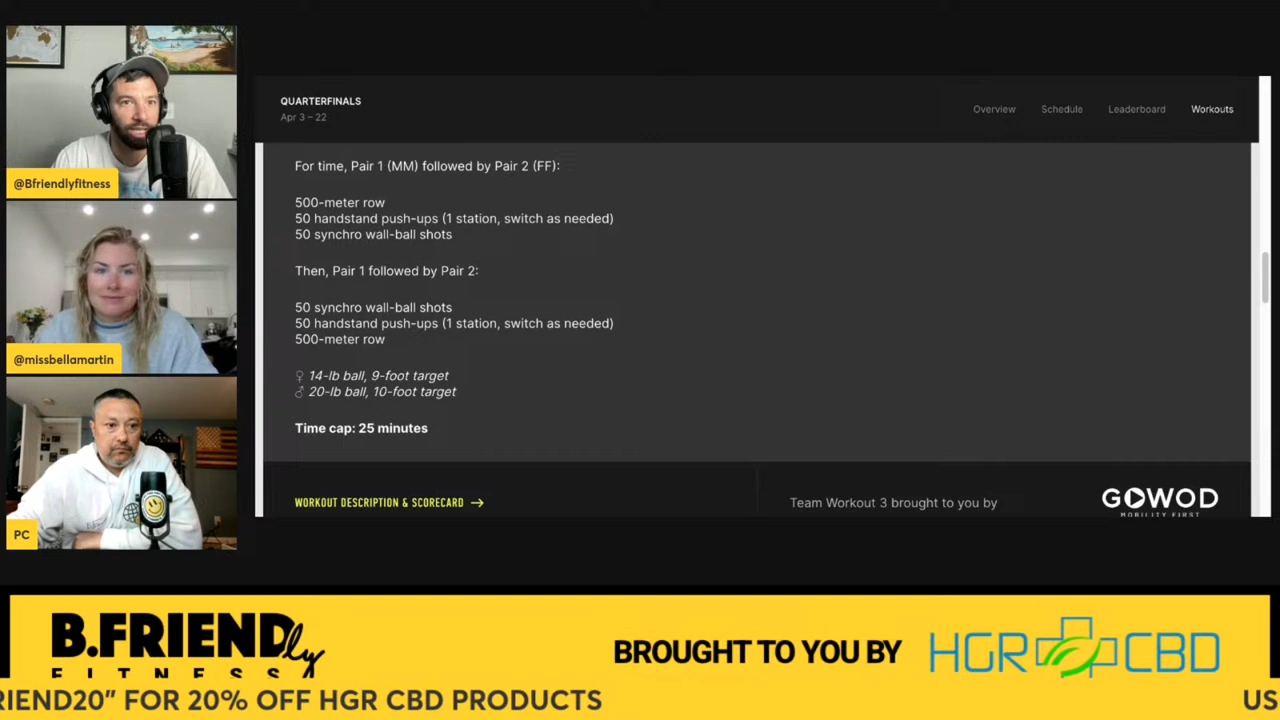 @Bfriendlyfitness
@missbellamartin
PC
QUARTERFINALS
Apr 3 – 22
Overview
Schedule
Leaderboard
Workouts
For time, Pair 1 (MM) followed by Pair 2 (FF):
500-meter row
50 handstand push-ups (1 station, switch as needed)
50 synchro wall-ball shots
Then, Pair 1 followed by Pair 2:
50 synchro wall-ball shots
50 handstand push-ups (1 station, switch as needed)
500-meter row
♀ 14-lb ball, 9-foot target
♂ 20-lb ball, 10-foot target
Time cap: 25 minutes
WORKOUT DESCRIPTION & SCORECARD →
Team Workout 3 brought to you by
GOWOD
MOBILITY FIRST
B.FRIENDly
FITNESS
BROUGHT TO YOU BY
HGR CBD
RIEND20” FOR 20% OFF HGR CBD PRODUCTS
US